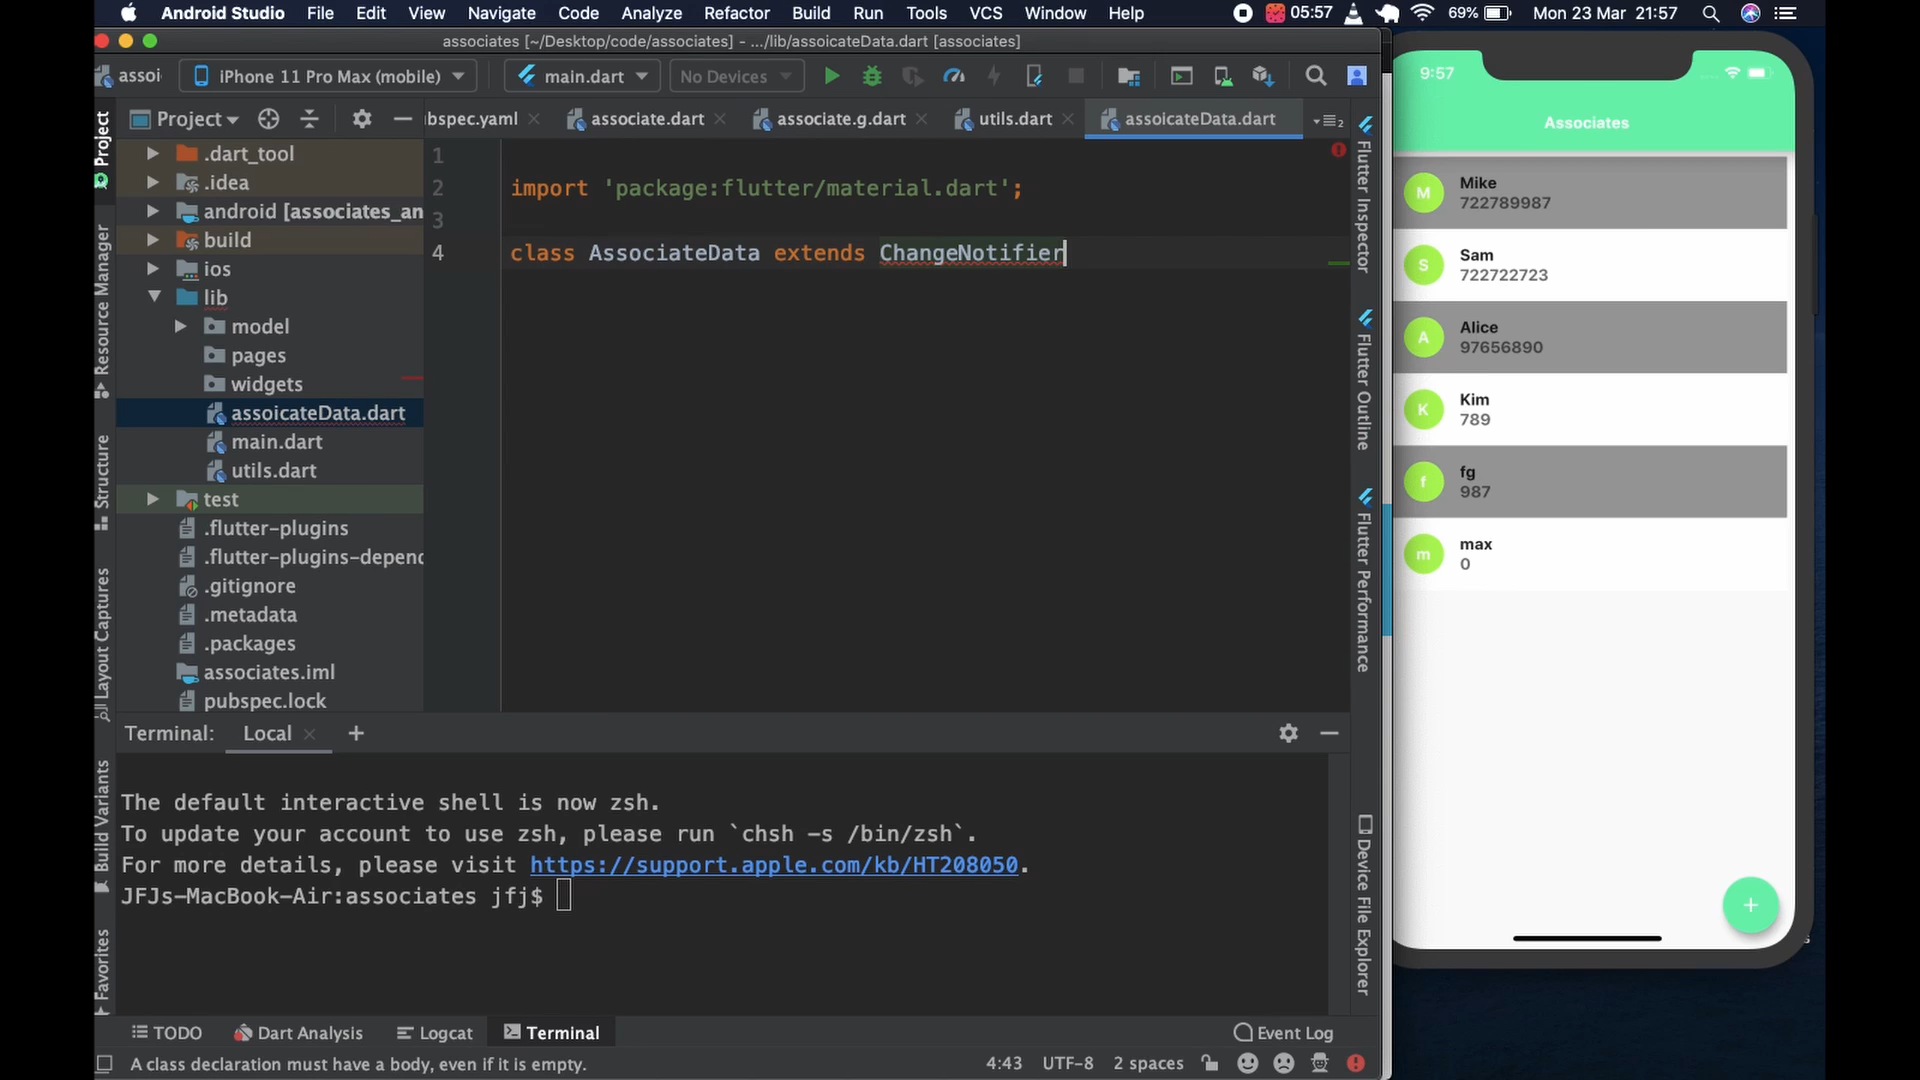 Android Studio File Edit View Navigate Code Analyze Refactor Build Run Tools VCS Window Help 05:57 69% Mon 23 Mar 21:57
associates [~/Desktop/code/associates] - .../lib/assoicateData.dart [associates]
assoi iPhone 11 Pro Max (mobile) main.dart No Devices
Project bspec.yaml associate.dart associate.g.dart utils.dart assoicateData.dart
.dart_tool
.idea
android [associates_an
build
ios
lib
model
pages
widgets
assoicateData.dart
main.dart
utils.dart
test
.flutter-plugins
.flutter-plugins-depend
.gitignore
.metadata
.packages
associates.iml
pubspec.lock
1
2 import 'package:flutter/material.dart';
3
4 class AssociateData extends ChangeNotifier
Project
Resource Manager
Structure
Layout Captures
Build Variants
Favorites
Flutter Inspector
Flutter Outline
Flutter Performance
Device File Explorer
Terminal: Local +
The default interactive shell is now zsh.
To update your account to use zsh, please run `chsh -s /bin/zsh`.
For more details, please visit https://support.apple.com/kb/HT208050.
JFJs-MacBook-Air:associates jfj$
TODO Dart Analysis Logcat Terminal Event Log
A class declaration must have a body, even if it is empty. 4:43 UTF-8 2 spaces
9:57
Associates
M Mike
722789987
S Sam
722722723
A Alice
97656890
K Kim
789
f fg
987
m max
0
+